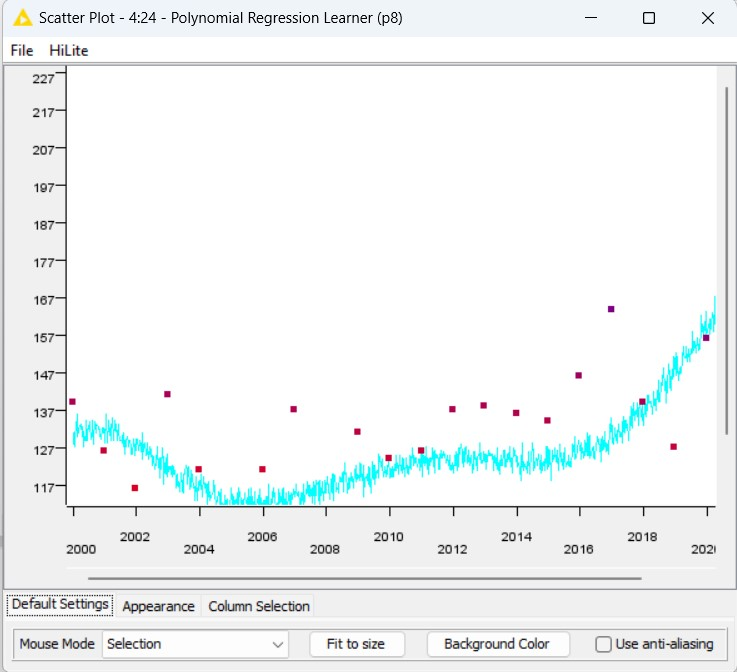 Scatter Plot - 4:24 - Polynomial Regression Learner (p8)
File HiLite
227
217
207
197
187
177
167
157
147
137
127
117
2002 2006 2010 2014 2018
2000 2004 2008 2012 2016 202
Default Settings Appearance Column Selection
Mouse Mode Selection Fit to size Background Color Use anti-aliasing